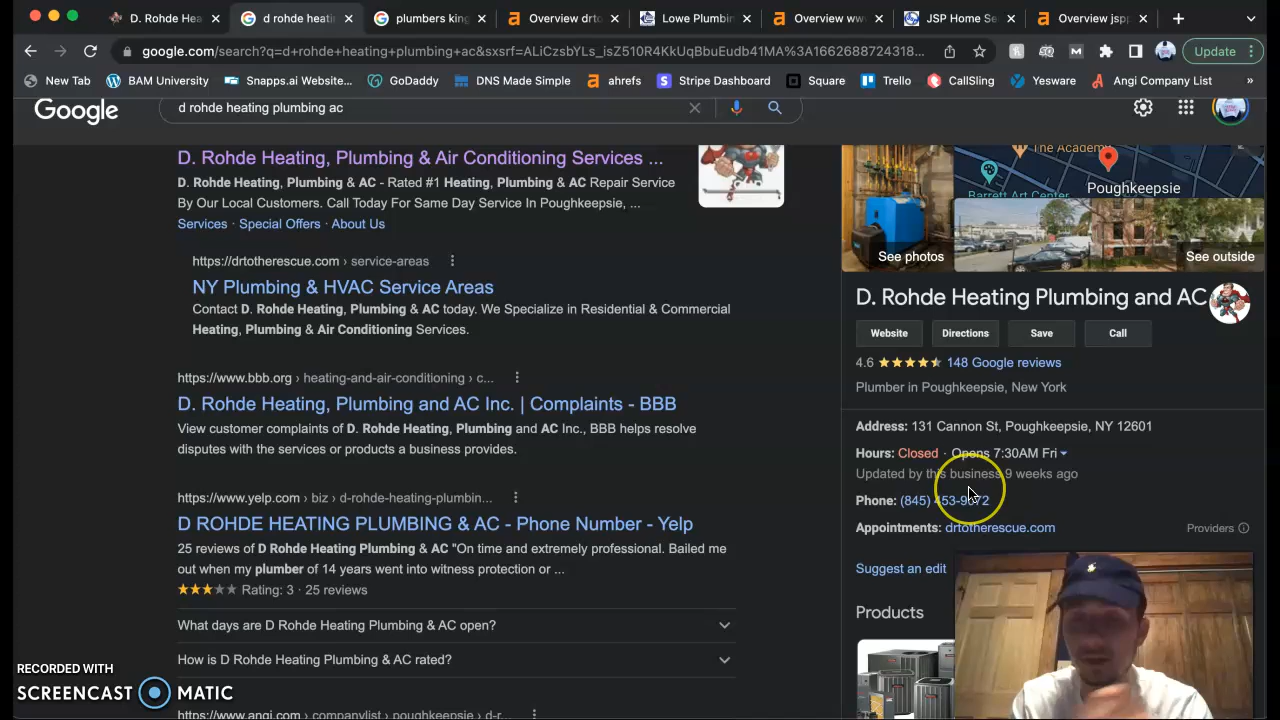 D. Rohde Hea
d rohde heati
plumbers king
Overview drto
Lowe Plumbin
Overview ww
JSP Home Se
Overview jspp
google.com/search?q=d+rohde+heating+plumbing+ac&sxsrf=ALiCzsbYLs_isZ510R4KkUqBbuEudb41MA%3A1662688724318...
Update
New Tab
BAM University
Snapps.ai Website...
GoDaddy
DNS Made Simple
ahrefs
Stripe Dashboard
Square
Trello
CallSling
Yesware
Angi Company List
»
Google
d rohde heating plumbing ac
D. Rohde Heating, Plumbing & Air Conditioning Services ...
D. Rohde Heating, Plumbing & AC - Rated #1 Heating, Plumbing & AC Repair Service
By Our Local Customers. Call Today For Same Day Service In Poughkeepsie, ...
Services · Special Offers · About Us
https://drtotherescue.com › service-areas
NY Plumbing & HVAC Service Areas
Contact D. Rohde Heating, Plumbing & AC today. We Specialize in Residential & Commercial
Heating, Plumbing & Air Conditioning Services.
https://www.bbb.org › heating-and-air-conditioning › c...
D. Rohde Heating, Plumbing and AC Inc. | Complaints - BBB
View customer complaints of D. Rohde Heating, Plumbing and AC Inc., BBB helps resolve
disputes with the services or products a business provides.
https://www.yelp.com › biz › d-rohde-heating-plumbin...
D ROHDE HEATING PLUMBING & AC - Phone Number - Yelp
25 reviews of D Rohde Heating Plumbing & AC "On time and extremely professional. Bailed me
out when my plumber of 14 years went into witness protection or ...
Rating: 3 · 25 reviews
What days are D Rohde Heating Plumbing & AC open?
How is D Rohde Heating Plumbing & AC rated?
https://www.angi.com › companylist › poughkeepsie › d-r...
The Academy
Barrett Art Center
Poughkeepsie
See photos
See outside
D. Rohde Heating Plumbing and AC
Website
Directions
Save
Call
4.6
148 Google reviews
Plumber in Poughkeepsie, New York
Address: 131 Cannon St, Poughkeepsie, NY 12601
Hours: Closed · Opens 7:30AM Fri
Updated by this business 9 weeks ago
Phone: (845)
Appointments: drtotherescue.com
Providers
Suggest an edit
Products
RECORDED WITH
SCREENCAST MATIC